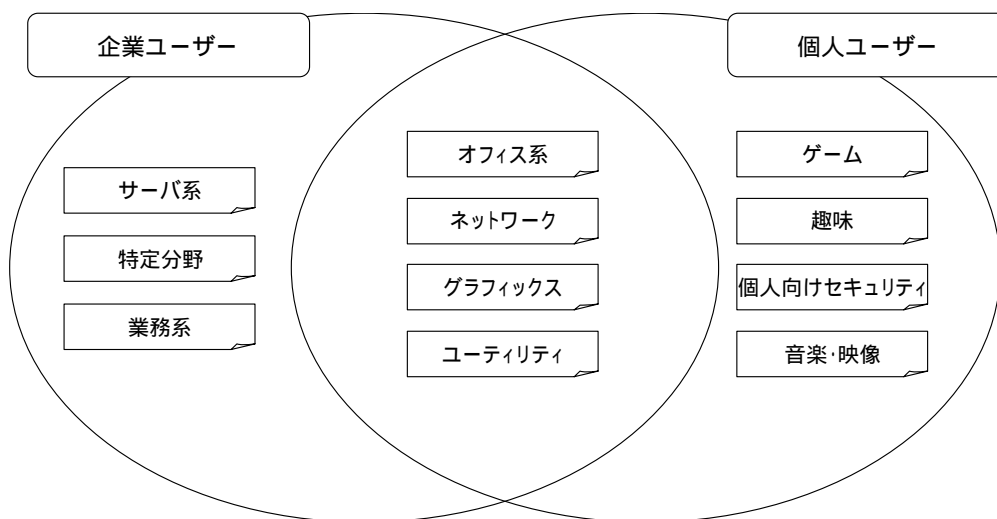 企業ユーザー
個人ユーザー
サーバ系
特定分野
業務系
オフィス系
ネットワーク
グラフィックス
ユーティリティ
ゲーム
趣味
個人向けセキュリティ
音楽・映像